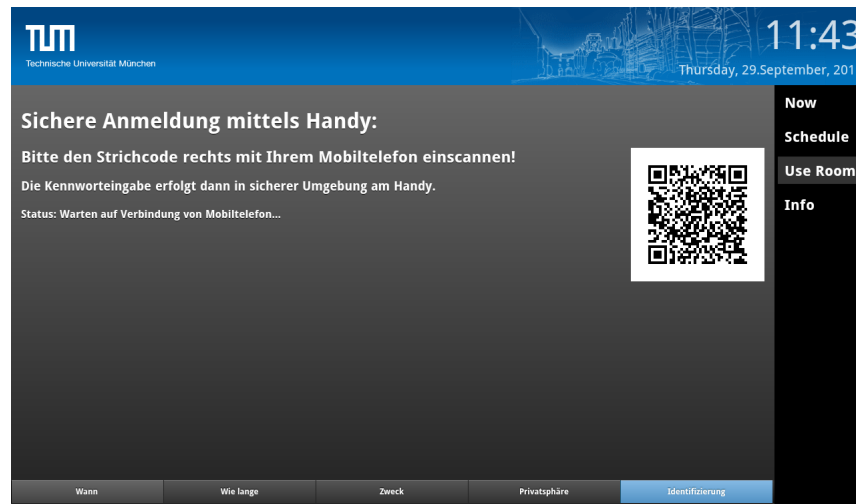 TUM
Technische Universität München
11:43
Thursday, 29.September, 201
Sichere Anmeldung mittels Handy:
Bitte den Strichcode rechts mit Ihrem Mobiltelefon einscannen!
Die Kennworteingabe erfolgt dann in sicherer Umgebung am Handy.
Status: Warten auf Verbindung von Mobiltelefon...
Now
Schedule
Use Room
Info
Wann
Wie lange
Zweck
Privatsphäre
Identifizierung